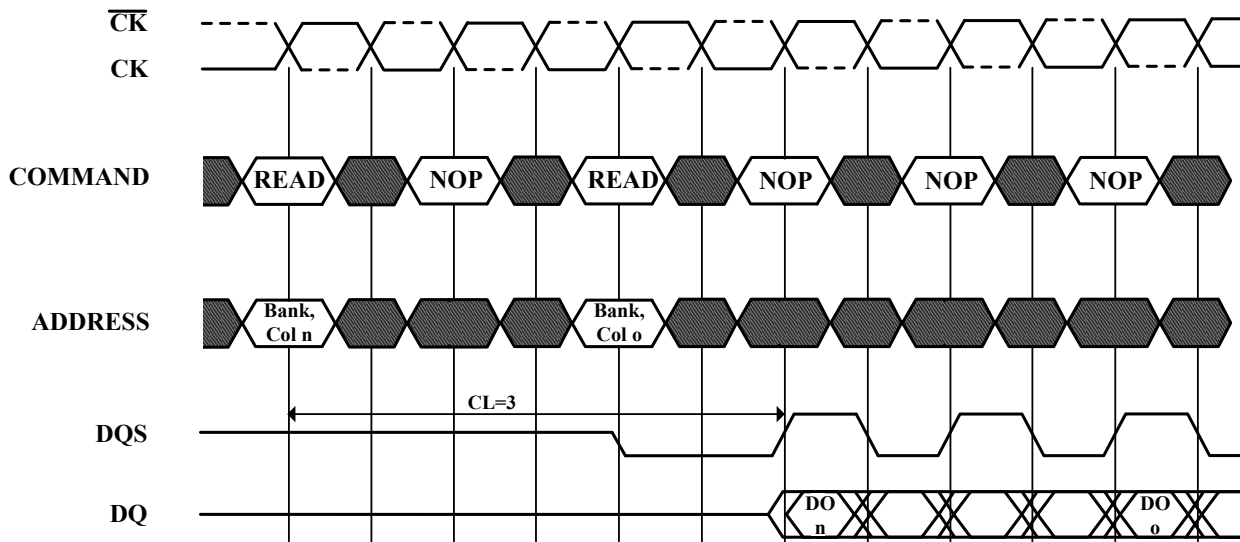 CK
CK
COMMAND
READ
NOP
READ
NOP
NOP
NOP
ADDRESS
Bank,
Col n
Bank,
Col o
CL=3
DQS
DQ
DO
n
DO
o